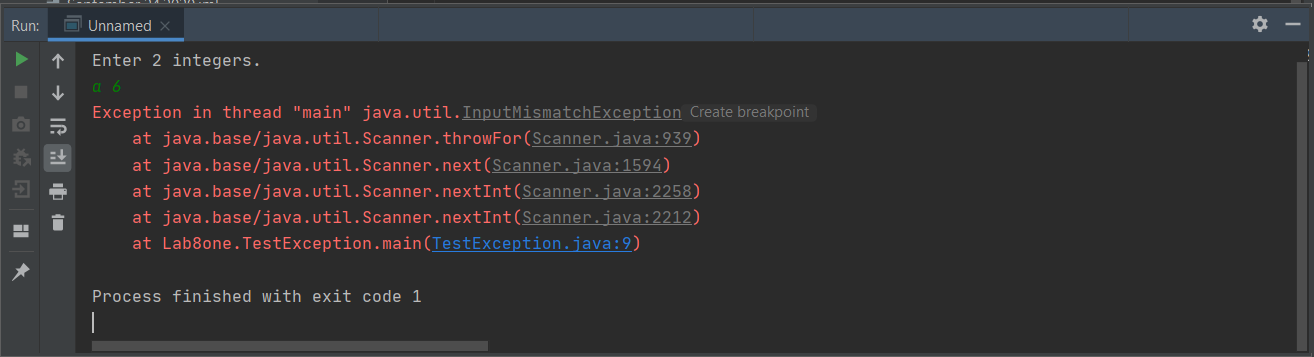 Run: Unnamed
Enter 2 integers.
a 6
Exception in thread "main" java.util.InputMismatchException Create breakpoint
at java.base/java.util.Scanner.throwFor(Scanner.java:939)
at java.base/java.util.Scanner.next(Scanner.java:1594)
at java.base/java.util.Scanner.nextInt(Scanner.java:2258)
at java.base/java.util.Scanner.nextInt(Scanner.java:2212)
at Lab8one.TestException.main(TestException.java:9)
Process finished with exit code 1